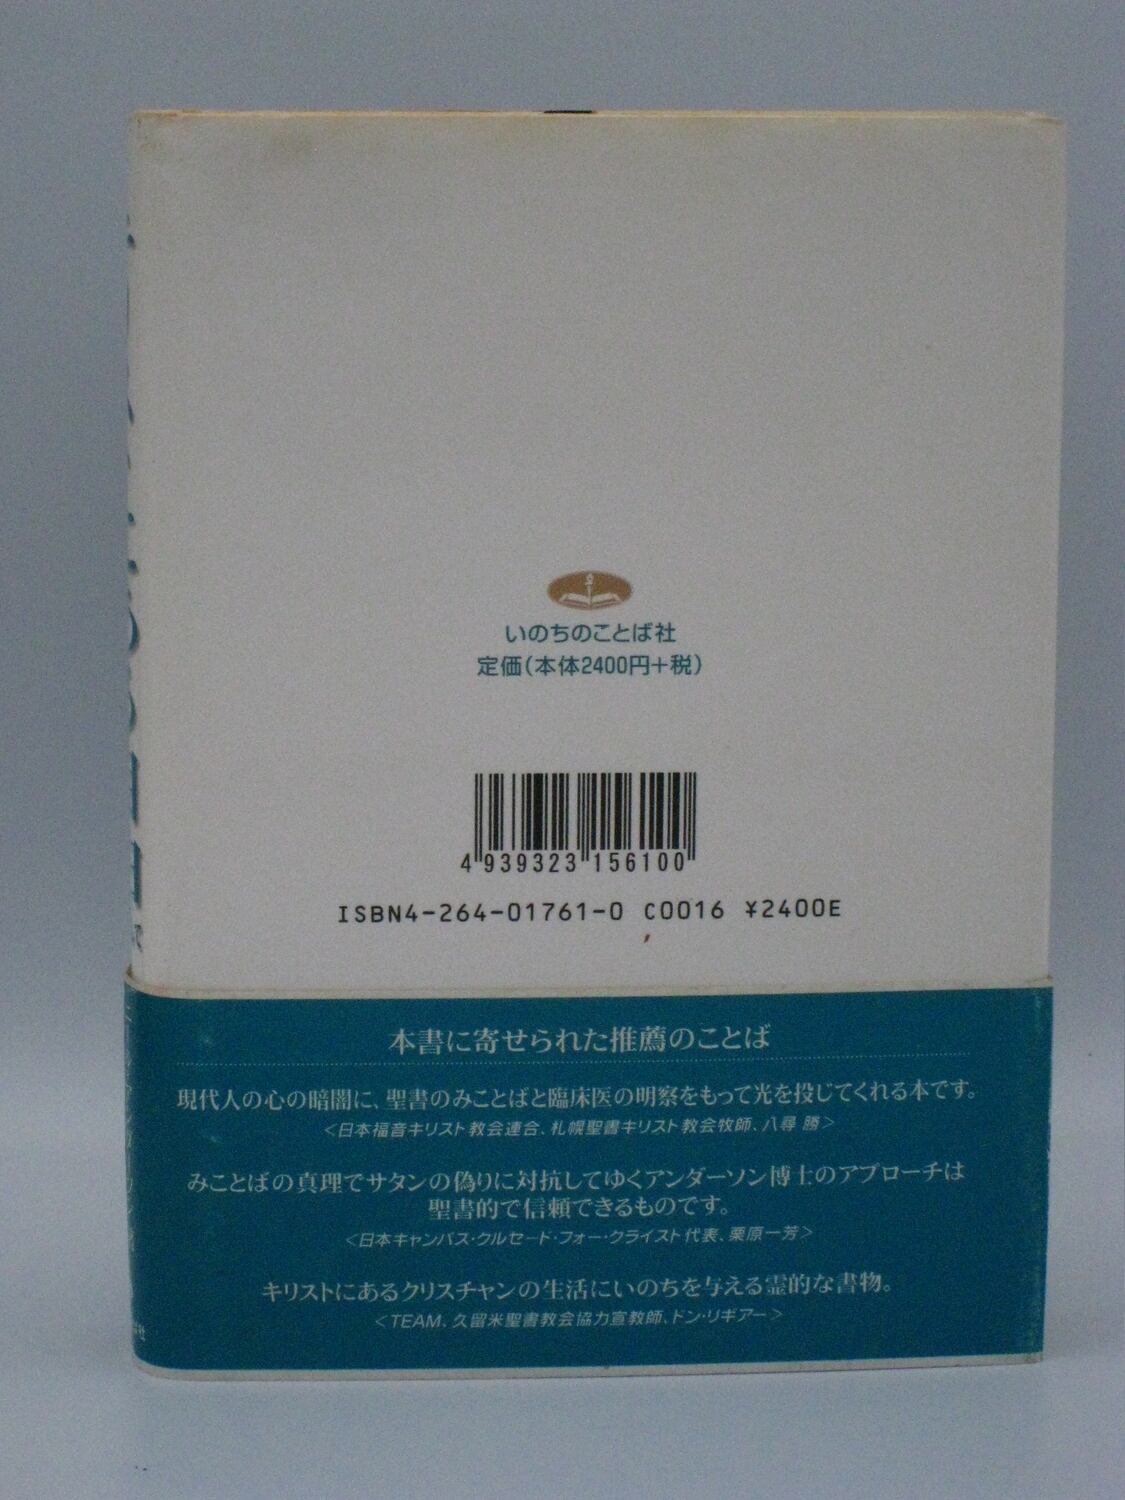 いのちのことば社
定価(本体2400円+税)
4 939323 156100
ISBN4-264-01761-0 C0016 ¥2400E
本書に寄せられた推薦のことば
現代人の心の暗闇に、聖書のみことばと臨床医の明察をもって光を投じてくれる本です。
<日本福音キリスト教会連合、札幌聖書キリスト教会牧師、八尋 勝>
みことばの真理でサタンの偽りに対抗してゆくアンダーソン博士のアプローチは
聖書的で信頼できるものです。
<日本キャンパス・クルセード・フォー・クライスト代表、栗原一芳>
キリストにあるクリスチャンの生活にいのちを与える霊的な書物。
<TEAM、久留米聖書教会協力宣教師、ドン・リギアー>